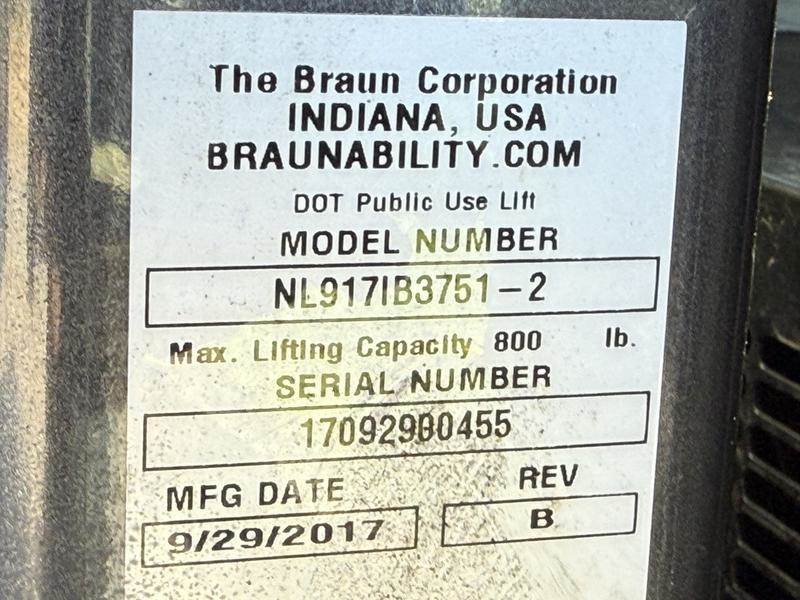 The Braun Corporation
INDIANA, USA
BRAUNABILITY.COM
DOT Public Use Lift
MODEL NUMBER
NL917IB3751-2
Max. Lifting Capacity 800 lb.
SERIAL NUMBER
170929B0455
MFG DATE
REV
9/29/2017
B